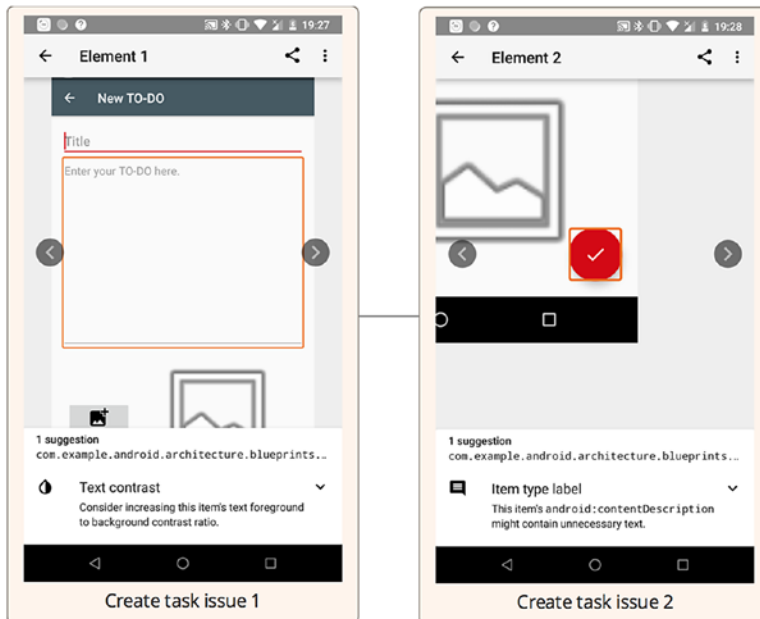 19:27
Element 1
New TO-DO
Title
Enter your TO-DO here.
1 suggestion
com.example.android.architecture.blueprints...
Text contrast
Consider increasing this item's text foreground
to background contrast ratio.
Create task issue 1
19:28
Element 2
1 suggestion
com.example.android.architecture.blueprints...
Item type label
This item's android:contentDescription
might contain unnecessary text.
Create task issue 2